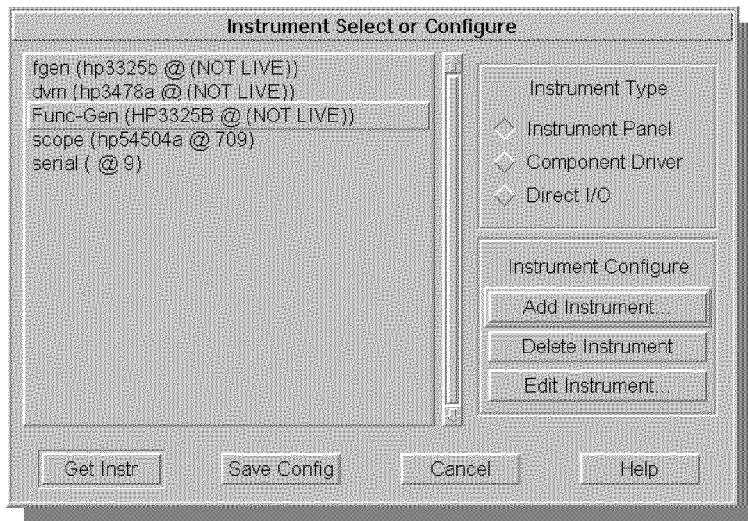 Instrument Select or Configure
fgen (hp3325b @ (NOT LIVE))
dvm (hp3478a @ (NOT LIVE))
Func-Gen (HP3325B @ (NOT LIVE))
scope (hp54504a @ 709)
serial ( @ 9)
Instrument Type
Instrument Panel
Component Driver
Direct I/O
Instrument Configure
Add Instrument...
Delete Instrument
Edit Instrument...
Get Instr
Save Config
Cancel
Help